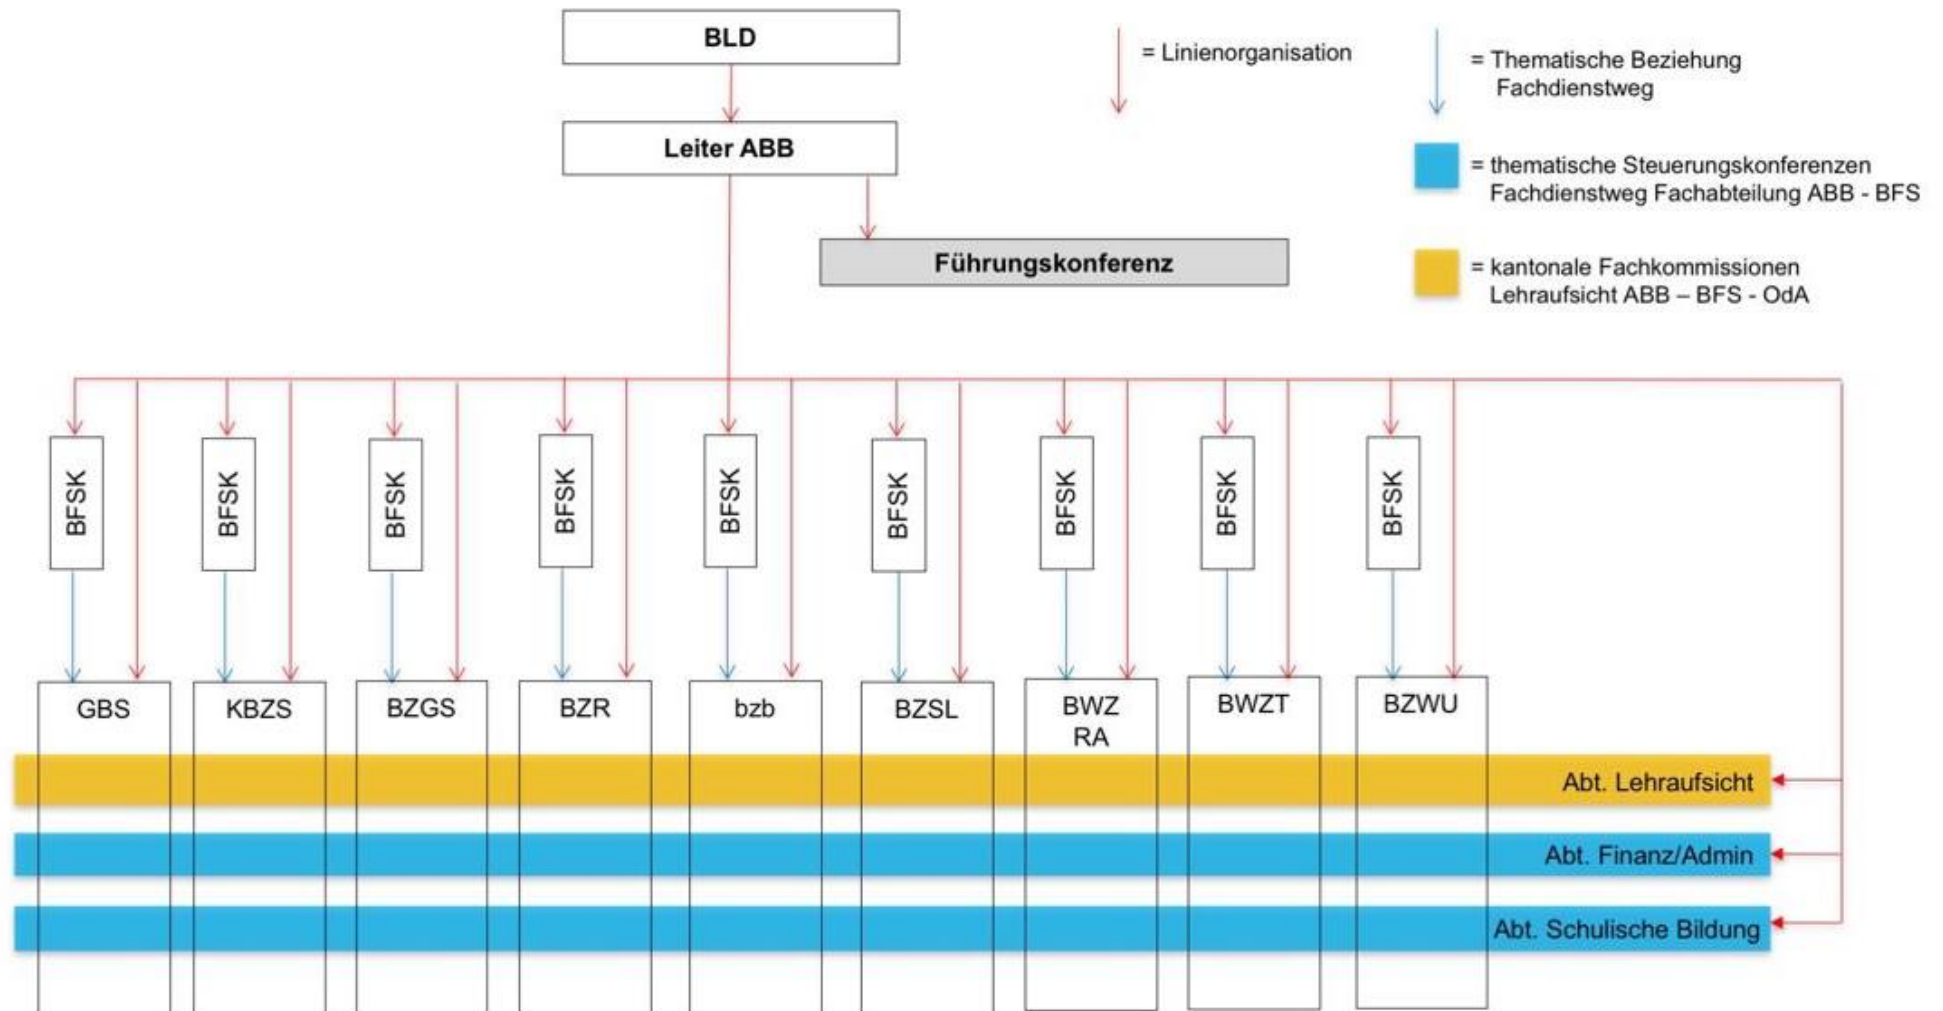 BLD
= Linienorganisation
= Thematische Beziehung
Fachdienstweg
Leiter ABB
= thematische Steuerungskonferenzen
Fachdienstweg Fachabteilung ABB - BFS
Führungskonferenz
= kantonale Fachkommissionen
Lehraufsicht ABB – BFS - OdA
BFSK
BFSK
BFSK
BFSK
BFSK
BFSK
BFSK
BFSK
BFSK
GBS
KBZS
BZGS
BZR
bzb
BZSL
BWZ
RA
BWZT
BZWU
Abt. Lehraufsicht
Abt. Finanz/Admin
Abt. Schulische Bildung